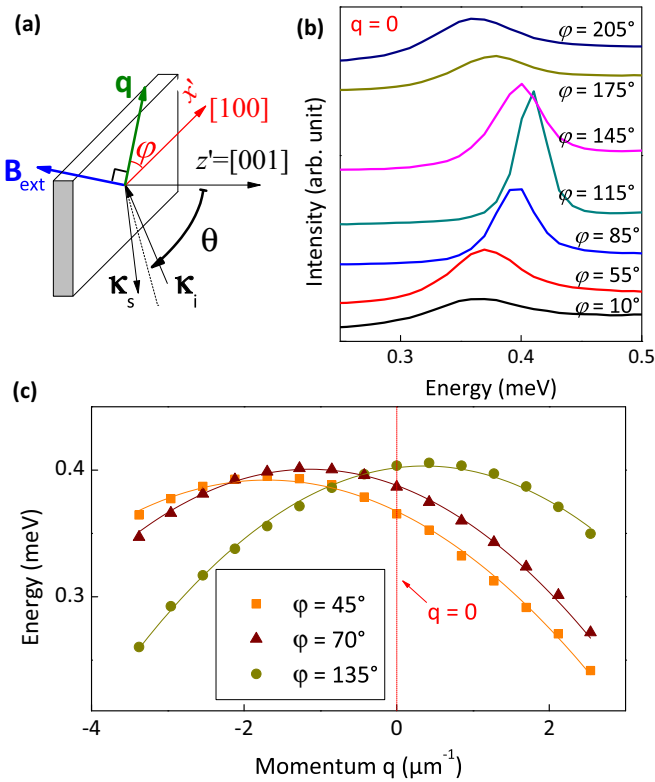 (a)
q
x'
[100]
φ
z'=[001]
B_ext
θ
κ_s
κ_i
(b)
q = 0
φ = 205°
φ = 175°
φ = 145°
φ = 115°
φ = 85°
φ = 55°
φ = 10°
Intensity (arb. unit)
0.3 0.4 0.5
Energy (meV)
(c)
0.4
0.3
Energy (meV)
φ = 45°
φ = 70°
φ = 135°
q = 0
-4 -2 0 2
Momentum q (µm⁻¹)